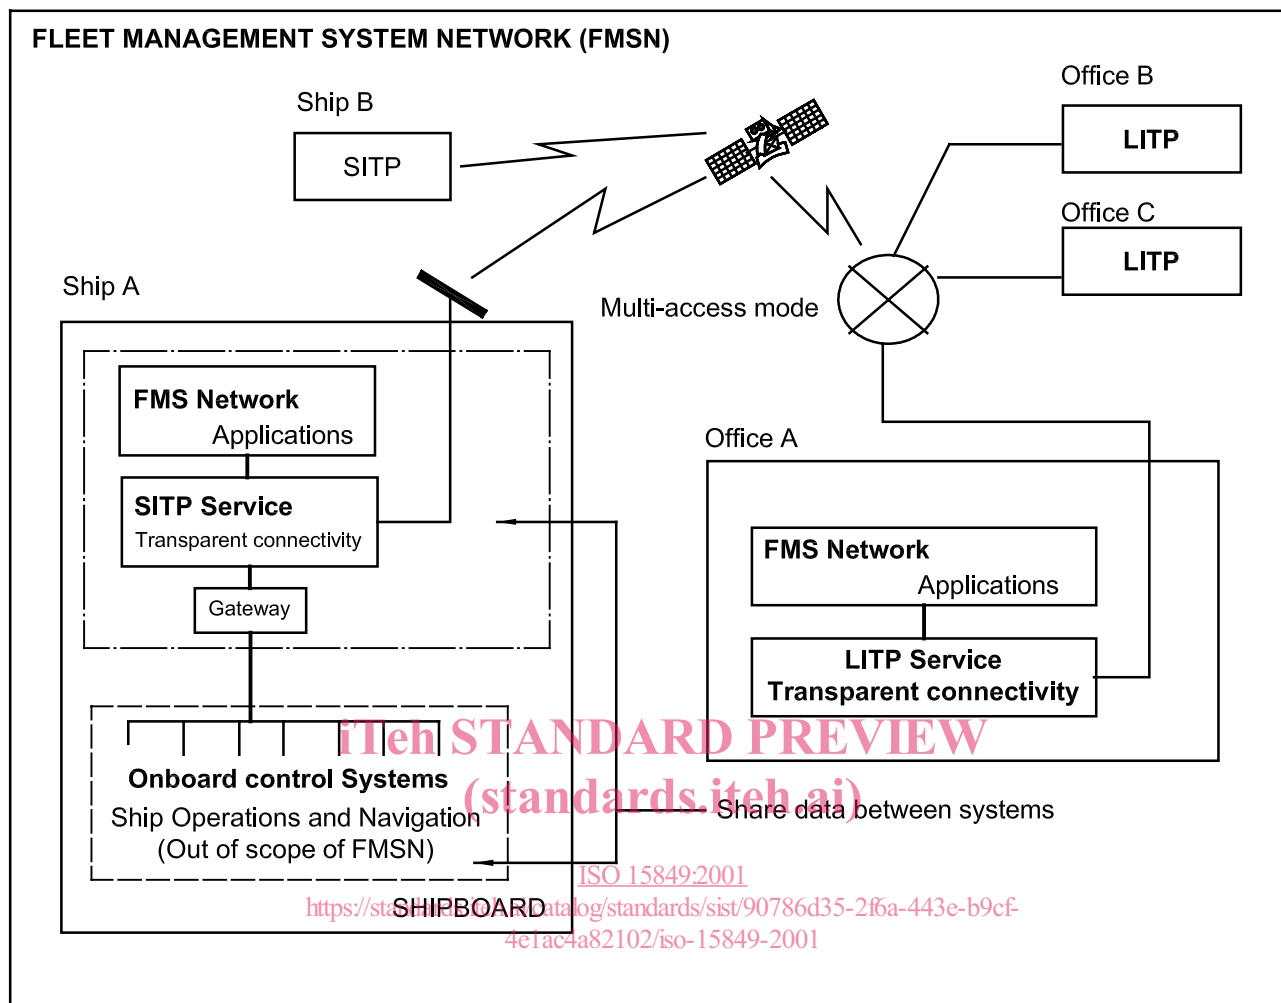 FLEET MANAGEMENT SYSTEM NETWORK (FMSN)
Ship B
SITP
Office B
LITP
Office C
LITP
Multi-access mode
Ship A
FMS Network
Applications
SITP Service
Transparent connectivity
Gateway
Onboard control Systems
Ship Operations and Navigation
(Out of scope of FMSN)
SHIPBOARD
Office A
FMS Network
Applications
LITP Service
Transparent connectivity
Share data between systems
iTeh STANDARD PREVIEW
(standards.iteh.ai)
ISO 15849:2001
https://standards.iteh.ai/catalog/standards/sist/90786d35-2f6a-443e-b9cf-
4e1ac4a82102/iso-15849-2001